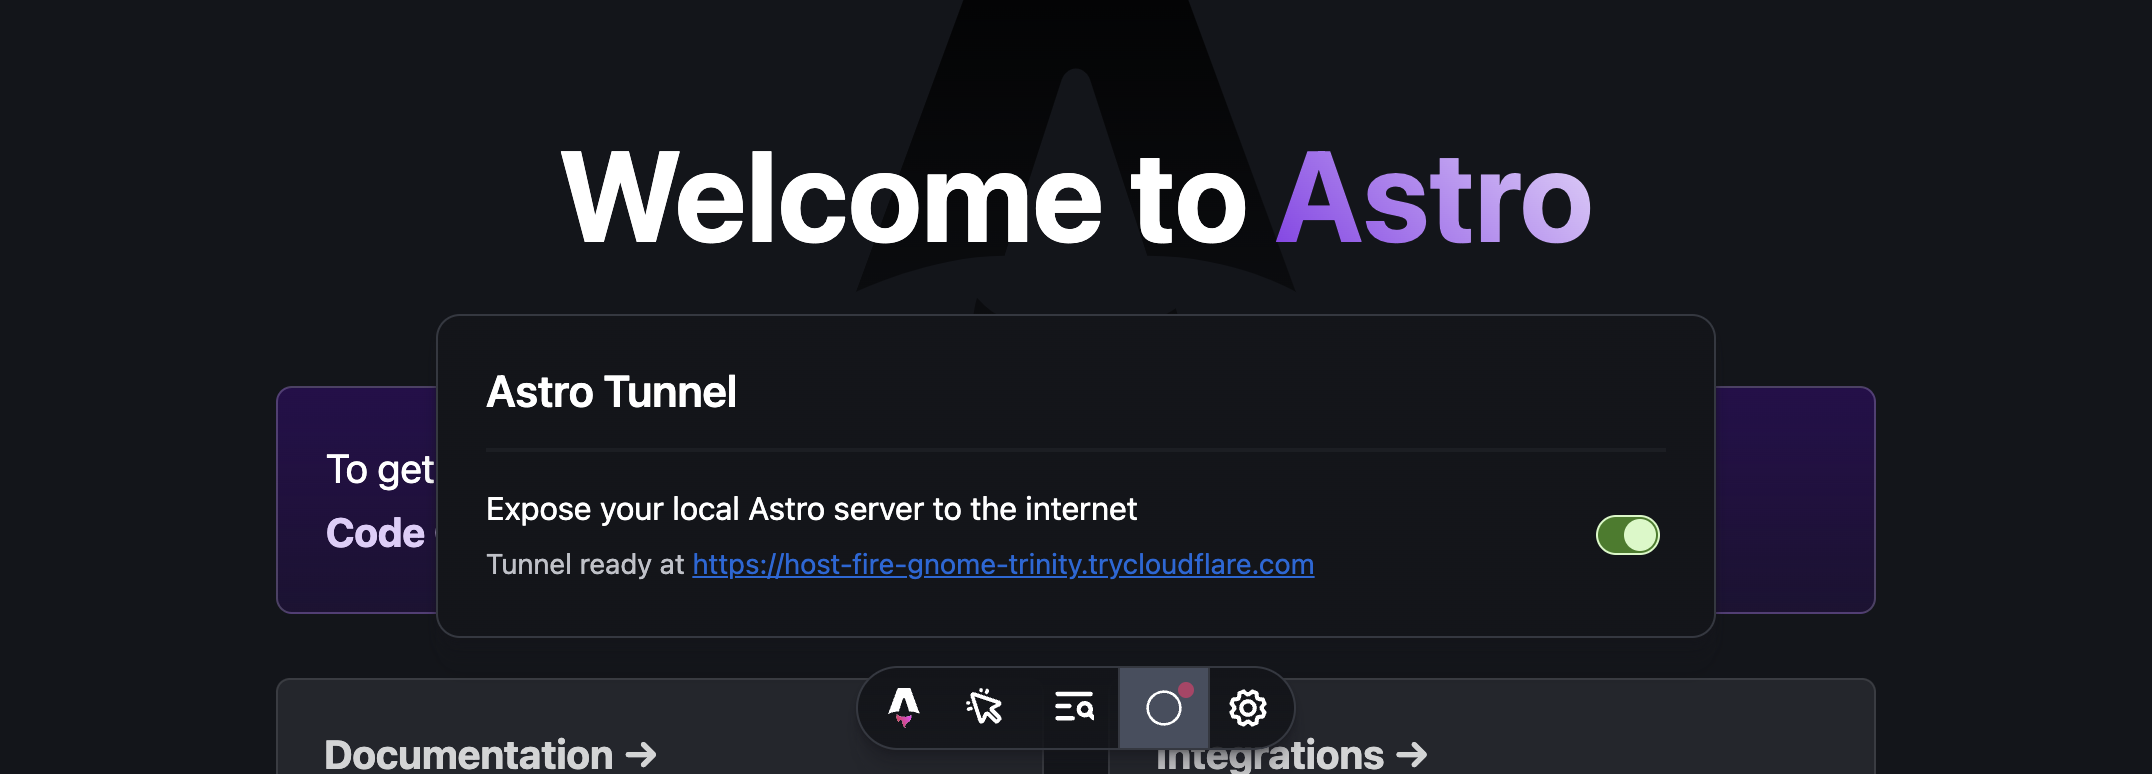 Welcome to Astro
Astro Tunnel
To get
Expose your local Astro server to the internet
Code
Tunnel ready at https://host-fire-gnome-trinity.trycloudflare.com
Documentation →
Integrations →